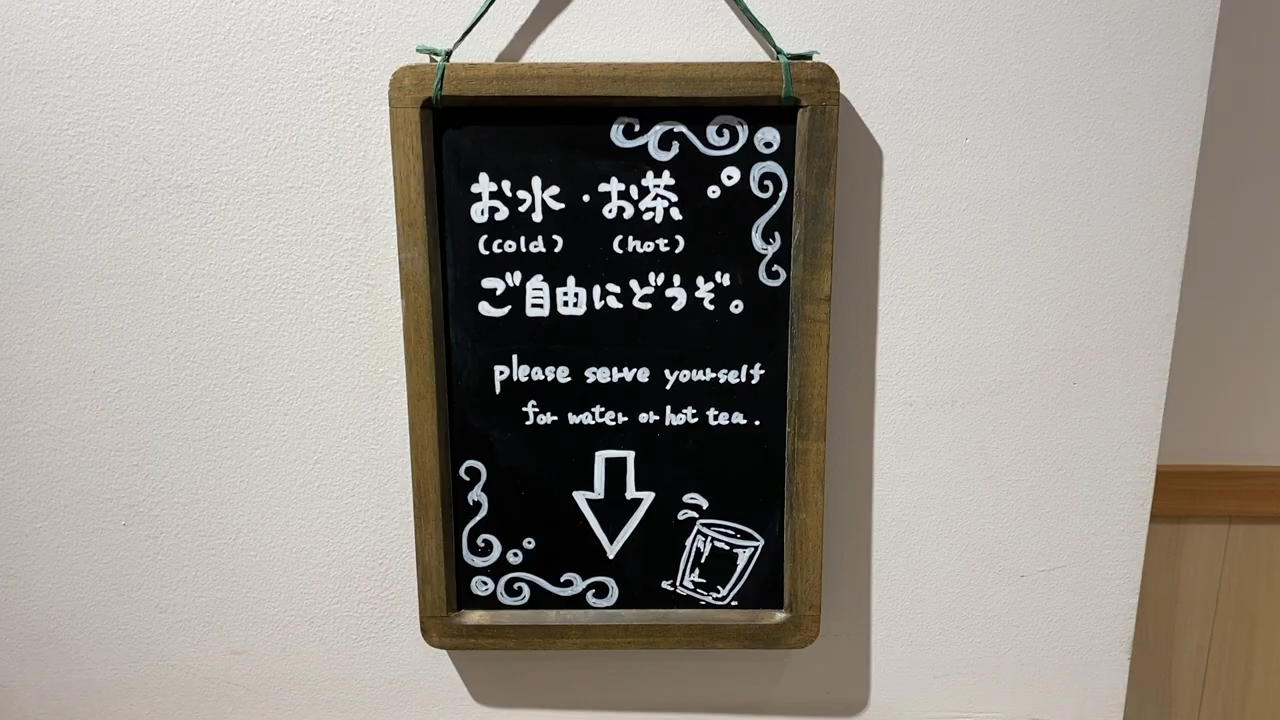 お水・お茶
(cold) (hot)
ご自由にどうぞ。
please serve yourself
for water or hot tea.